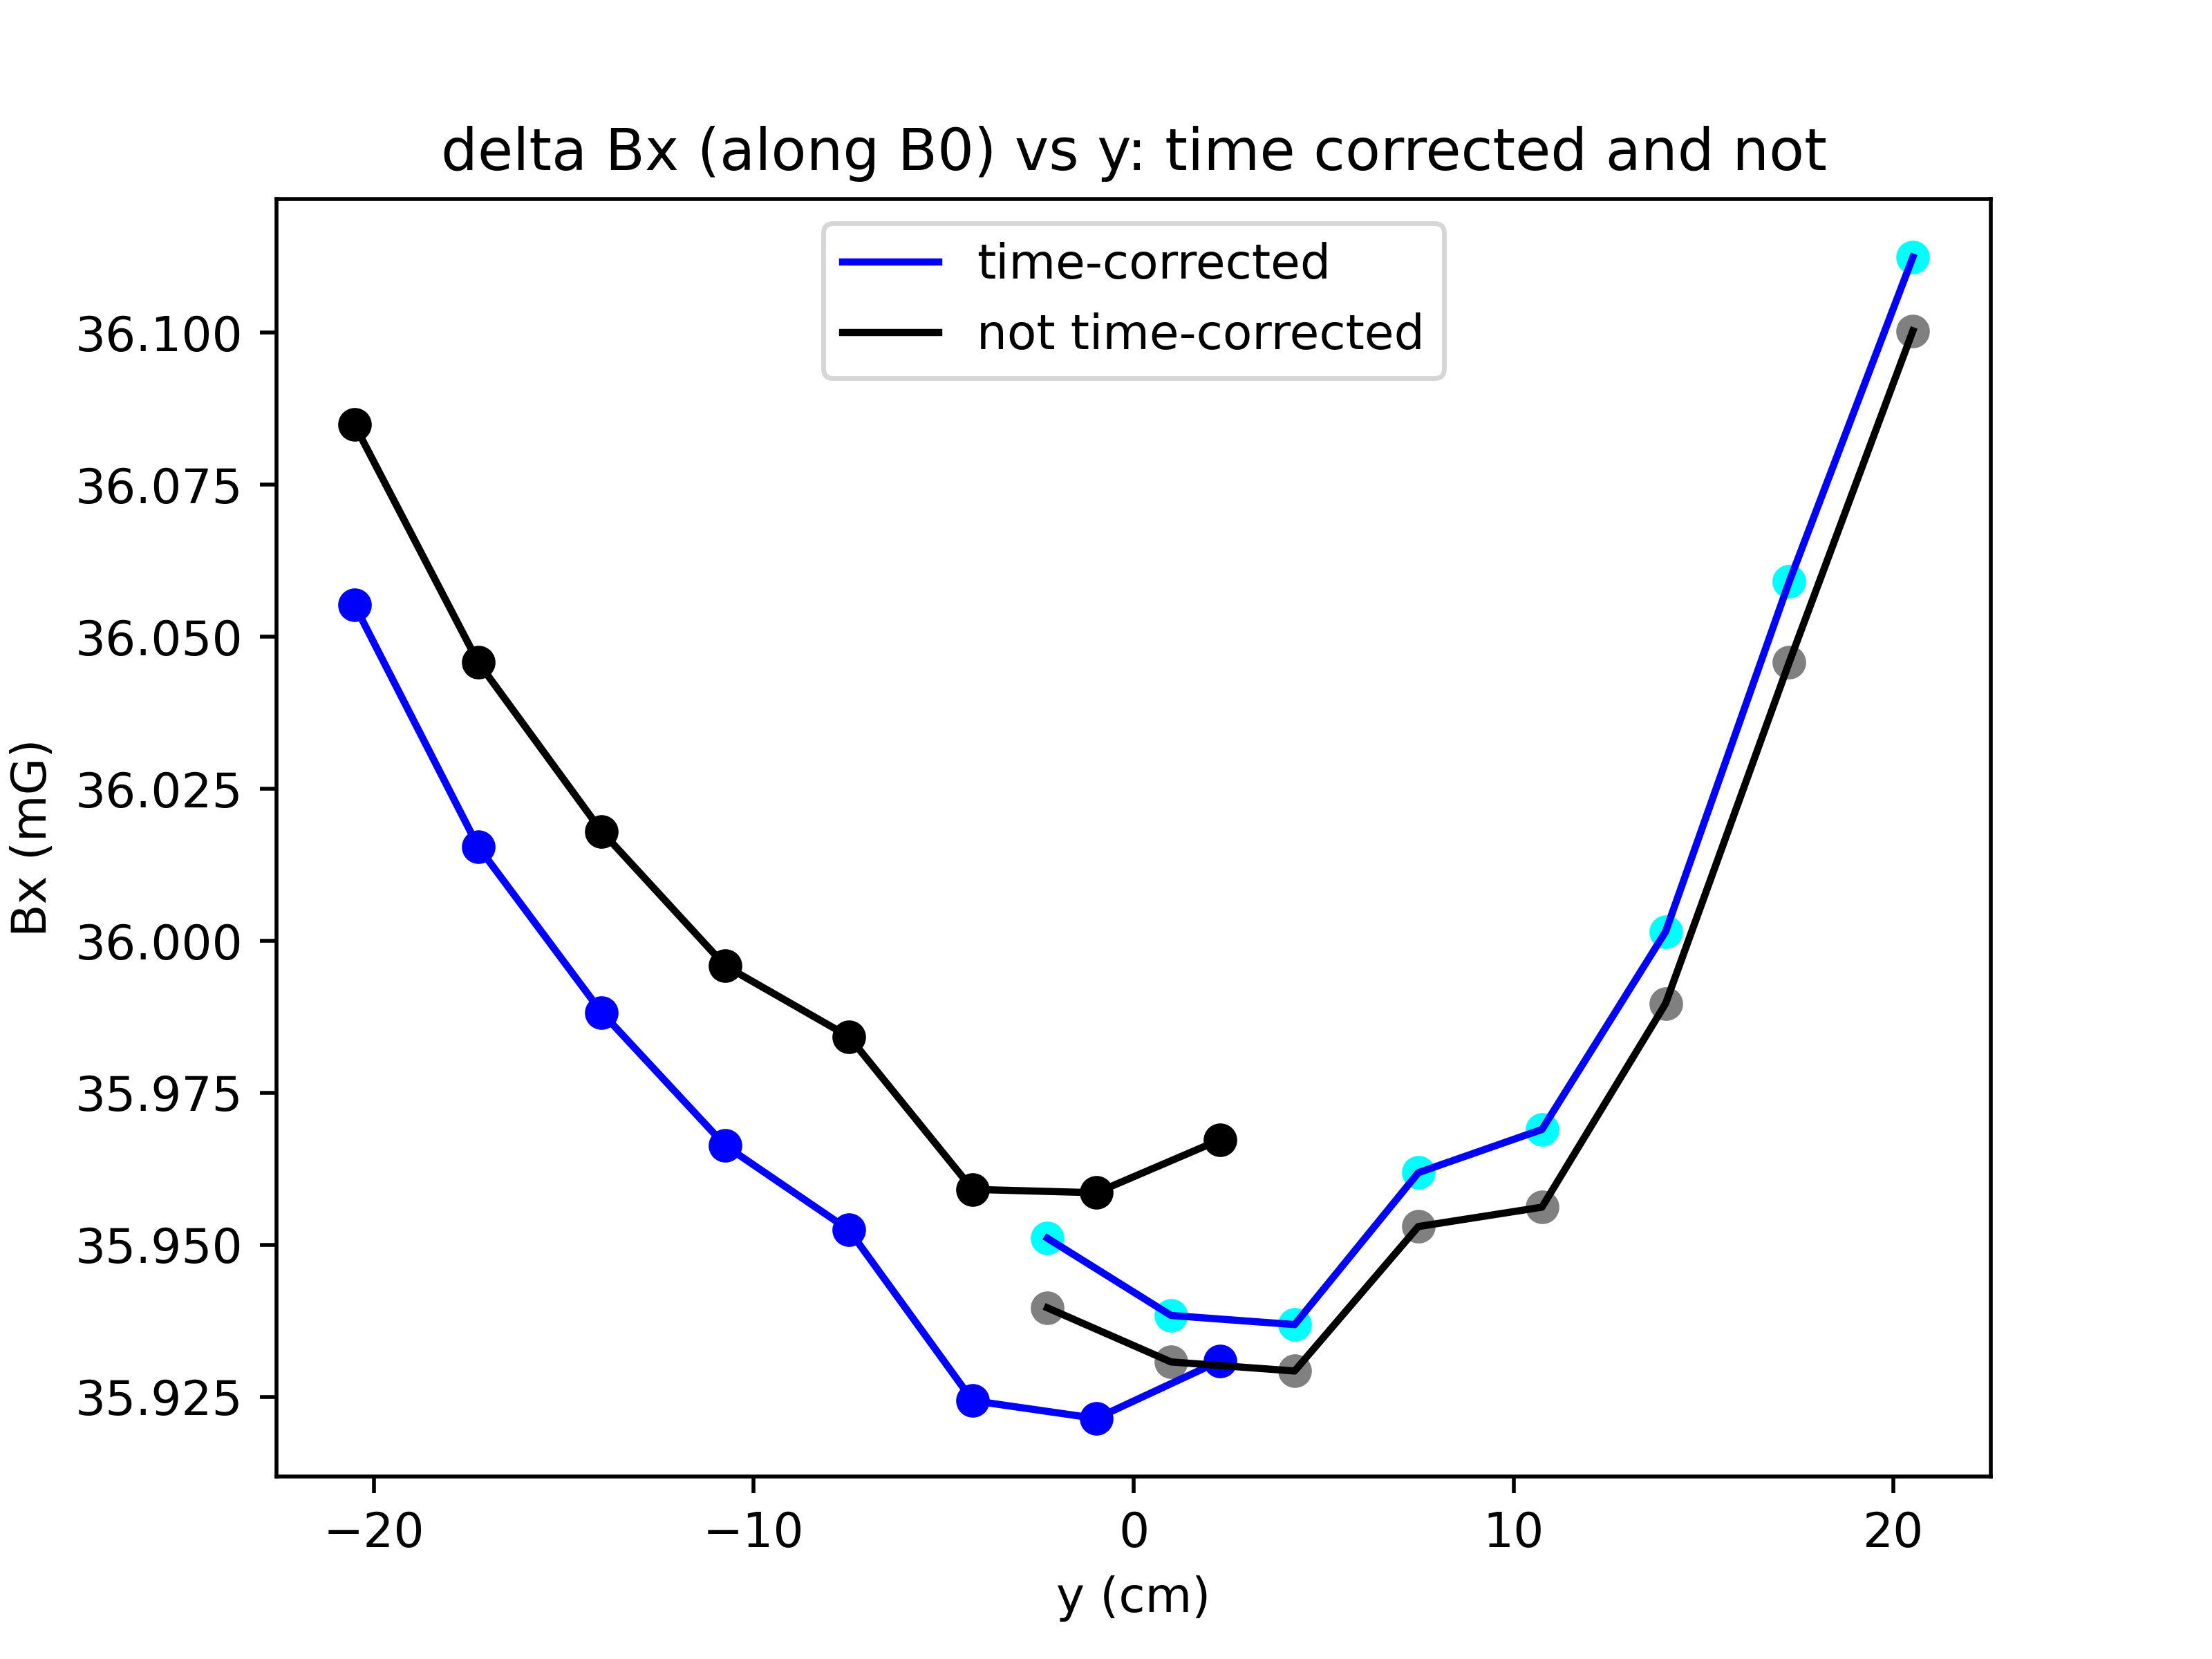 delta Bx (along B0) vs y: time corrected and not
time-corrected
not time-corrected
36.100
36.075
36.050
36.025
36.000
35.975
35.950
35.925
Bx (mG)
−20
−10
0
10
20
y (cm)